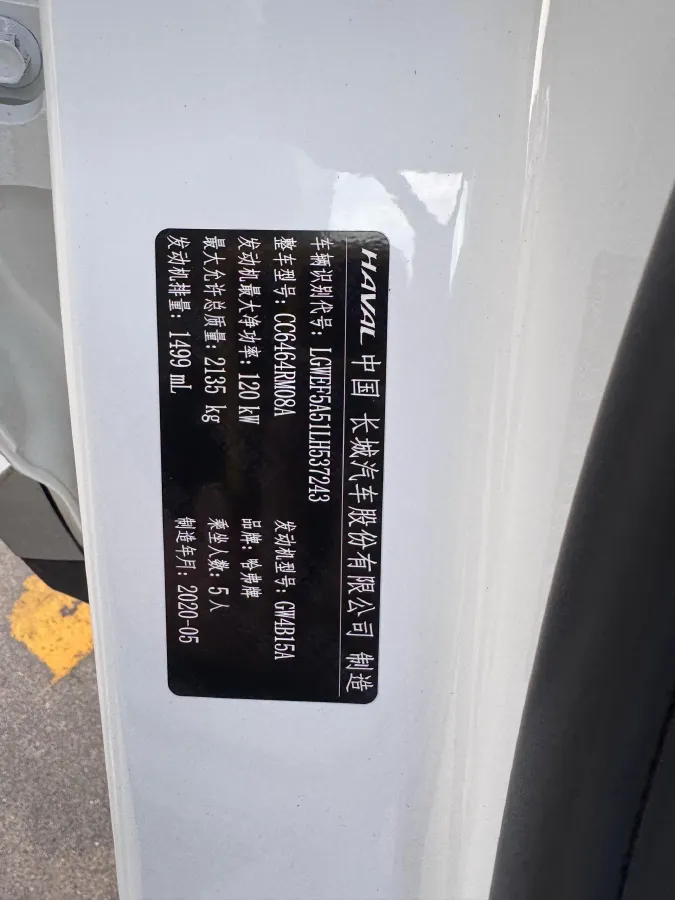 HAVAL 中国 长城汽车股份有限公司 制造
车辆识别代号: LGWEF5A51LH537243
整车型号: CC6464RM08A 发动机型号: GW4B15A
发动机最大净功率: 120 kW 品牌: 哈弗牌
最大允许总质量: 2135 kg 乘坐人数: 5 人
发动机排量: 1499 mL 制造年月: 2020-05